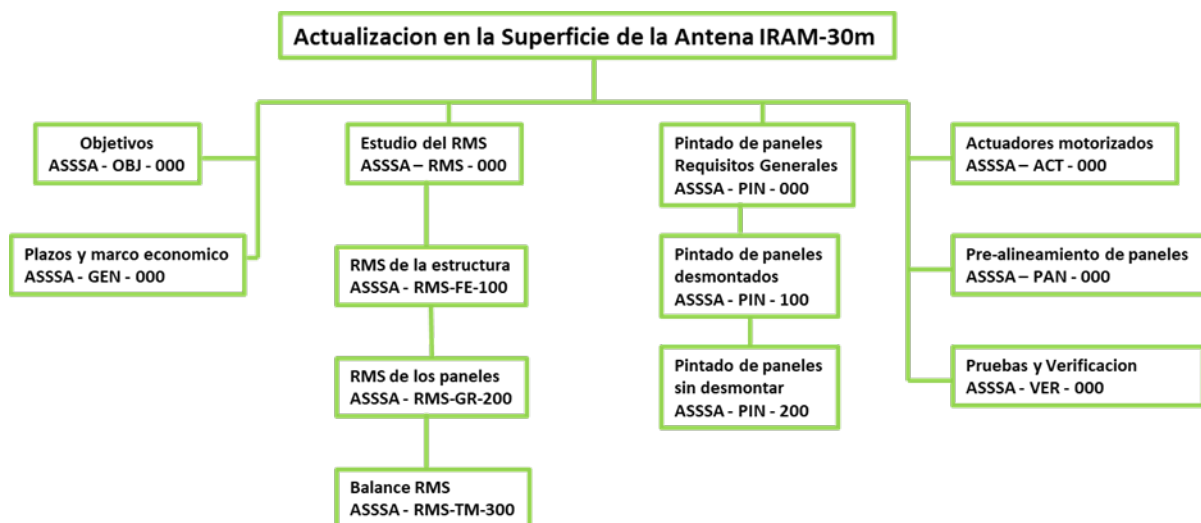 Actualizacion en la Superficie de la Antena IRAM-30m
Objetivos
ASSSA - OBJ - 000
Plazos y marco economico
ASSSA - GEN - 000
Estudio del RMS
ASSSA – RMS - 000
RMS de la estructura
ASSSA - RMS-FE-100
RMS de los paneles
ASSSA - RMS-GR-200
Balance RMS
ASSSA - RMS-TM-300
Pintado de paneles
Requisitos Generales
ASSSA - PIN - 000
Pintado de paneles
desmontados
ASSSA - PIN - 100
Pintado de paneles
sin desmontar
ASSSA - PIN - 200
Actuadores motorizados
ASSSA – ACT - 000
Pre-alineamiento de paneles
ASSSA – PAN - 000
Pruebas y Verificacion
ASSSA - VER - 000